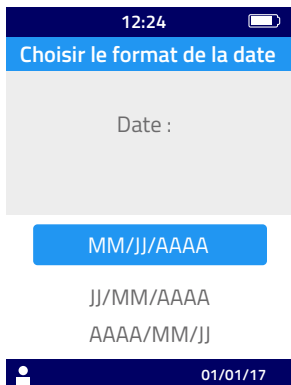 12:24
Choisir le format de la date
Date :
MM/JJ/AAAA
JJ/MM/AAAA
AAAA/MM/JJ
01/01/17